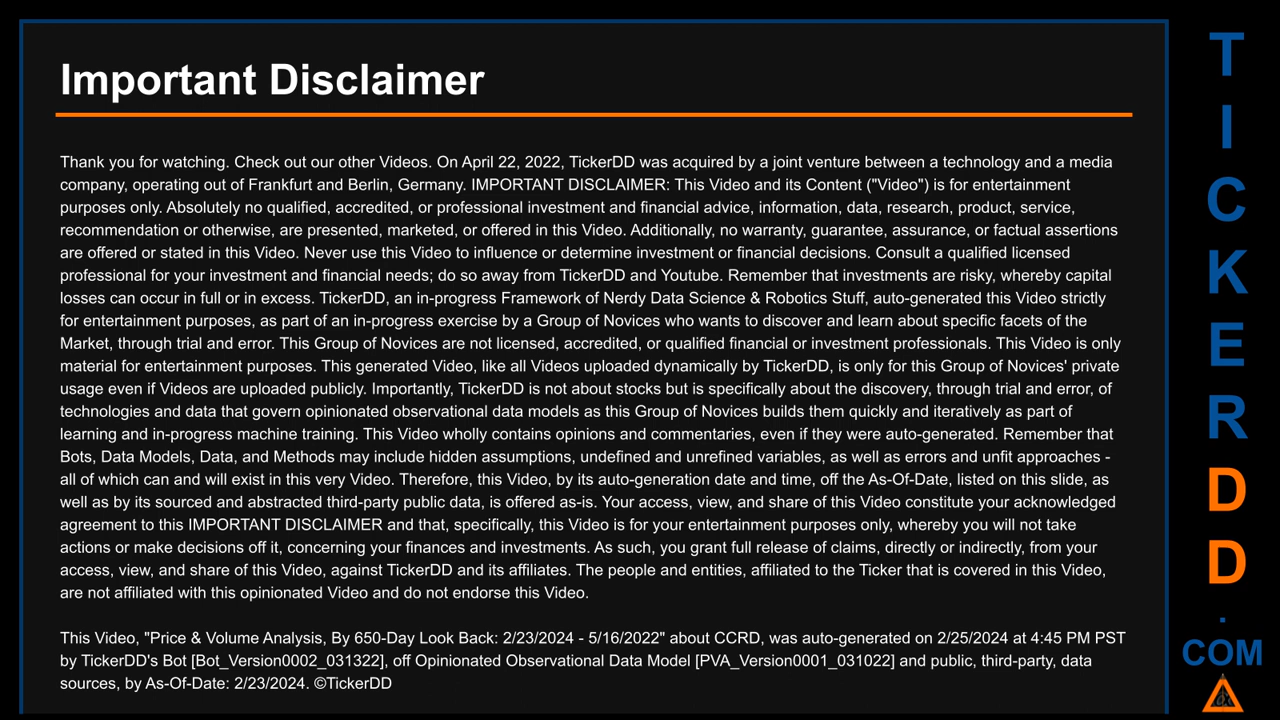 Important Disclaimer
Thank you for watching. Check out our other Videos. On April 22, 2022, TickerDD was acquired by a joint venture between a technology and a media
company, operating out of Frankfurt and Berlin, Germany. IMPORTANT DISCLAIMER: This Video and its Content ("Video") is for entertainment
purposes only. Absolutely no qualified, accredited, or professional investment and financial advice, information, data, research, product, service,
recommendation or otherwise, are presented, marketed, or offered in this Video. Additionally, no warranty, guarantee, assurance, or factual assertions
are offered or stated in this Video. Never use this Video to influence or determine investment or financial decisions. Consult a qualified licensed
professional for your investment and financial needs; do so away from TickerDD and Youtube. Remember that investments are risky, whereby capital
losses can occur in full or in excess. TickerDD, an in-progress Framework of Nerdy Data Science & Robotics Stuff, auto-generated this Video strictly
for entertainment purposes, as part of an in-progress exercise by a Group of Novices who wants to discover and learn about specific facets of the
Market, through trial and error. This Group of Novices are not licensed, accredited, or qualified financial or investment professionals. This Video is only
material for entertainment purposes. This generated Video, like all Videos uploaded dynamically by TickerDD, is only for this Group of Novices' private
usage even if Videos are uploaded publicly. Importantly, TickerDD is not about stocks but is specifically about the discovery, through trial and error, of
technologies and data that govern opinionated observational data models as this Group of Novices builds them quickly and iteratively as part of
learning and in-progress machine training. This Video wholly contains opinions and commentaries, even if they were auto-generated. Remember that
Bots, Data Models, Data, and Methods may include hidden assumptions, undefined and unrefined variables, as well as errors and unfit approaches -
all of which can and will exist in this very Video. Therefore, this Video, by its auto-generation date and time, off the As-Of-Date, listed on this slide, as
well as by its sourced and abstracted third-party public data, is offered as-is. Your access, view, and share of this Video constitute your acknowledged
agreement to this IMPORTANT DISCLAIMER and that, specifically, this Video is for your entertainment purposes only, whereby you will not take
actions or make decisions off it, concerning your finances and investments. As such, you grant full release of claims, directly or indirectly, from your
access, view, and share of this Video, against TickerDD and its affiliates. The people and entities, affiliated to the Ticker that is covered in this Video,
are not affiliated with this opinionated Video and do not endorse this Video.
This Video, "Price & Volume Analysis, By 650-Day Look Back: 2/23/2024 - 5/16/2022" about CCRD, was auto-generated on 2/25/2024 at 4:45 PM PST
by TickerDD's Bot [Bot_Version0002_031322], off Opinionated Observational Data Model [PVA_Version0001_031022] and public, third-party, data
sources, by As-Of-Date: 2/23/2024. ©TickerDD
T
I
C
K
E
R
D
D
.
COM